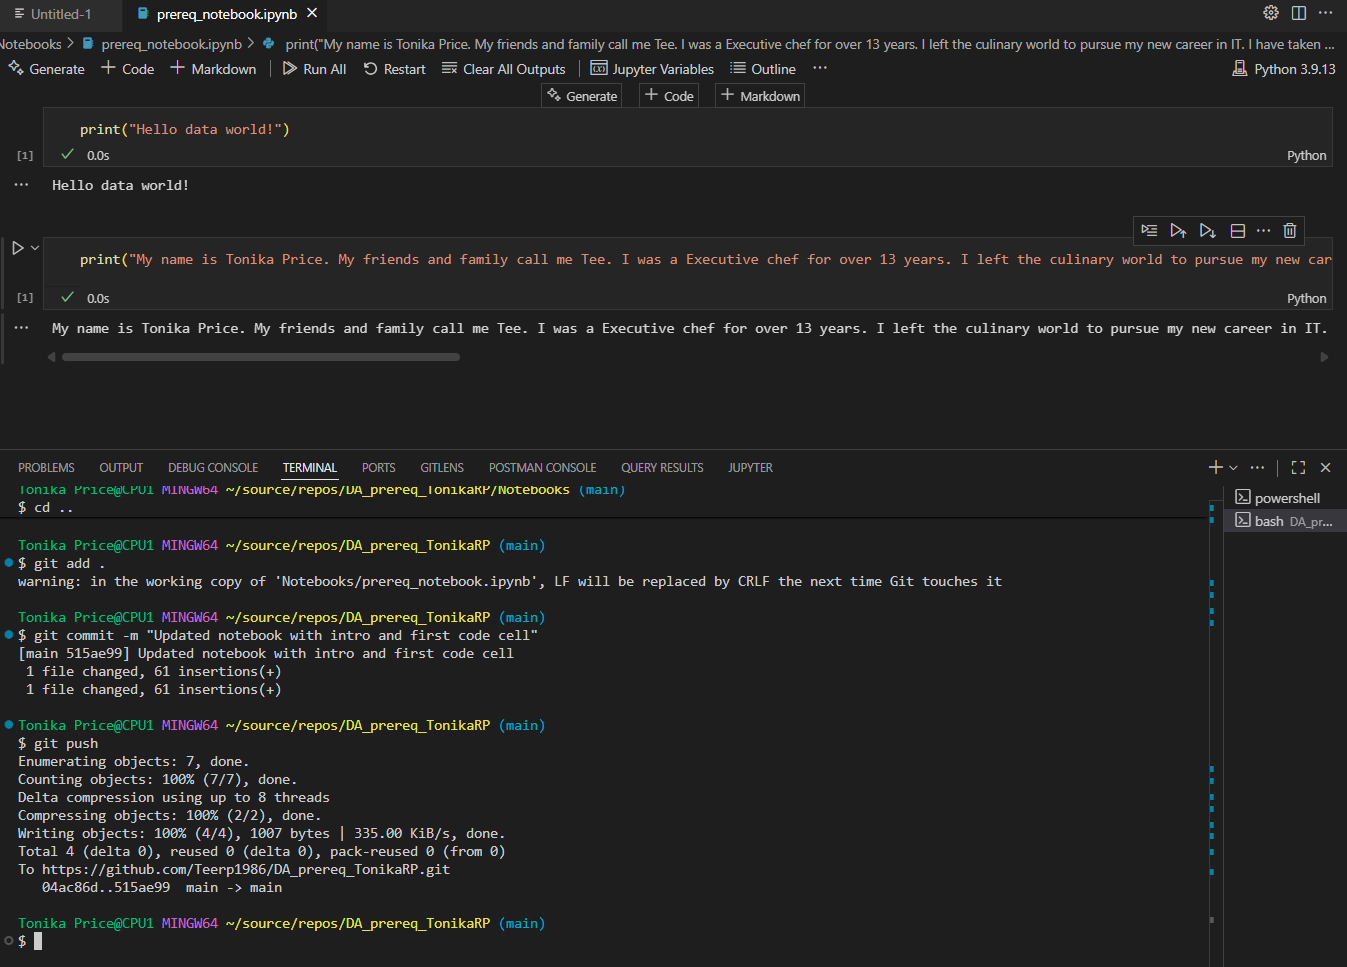 Untitled-1
prereq_notebook.ipynb
Notebooks > prereq_notebook.ipynb > print("My name is Tonika Price. My friends and family call me Tee. I was a Executive chef for over 13 years. I left the culinary world to pursue my new career in IT. I have taken ...
Generate + Code + Markdown | Run All Restart Clear All Outputs | Jupyter Variables Outline ... Python 3.9.13
Generate + Code + Markdown
print("Hello data world!")
[1] ✓ 0.0s Python
... Hello data world!
print("My name is Tonika Price. My friends and family call me Tee. I was a Executive chef for over 13 years. I left the culinary world to pursue my new car
[1] ✓ 0.0s Python
... My name is Tonika Price. My friends and family call me Tee. I was a Executive chef for over 13 years. I left the culinary world to pursue my new career in IT.
PROBLEMS OUTPUT DEBUG CONSOLE TERMINAL PORTS GITLENS POSTMAN CONSOLE QUERY RESULTS JUPYTER
Tonika Price@CPU1 MINGW64 ~/source/repos/DA_prereq_TonikaRP/Notebooks (main)
$ cd ..
Tonika Price@CPU1 MINGW64 ~/source/repos/DA_prereq_TonikaRP (main)
$ git add .
warning: in the working copy of 'Notebooks/prereq_notebook.ipynb', LF will be replaced by CRLF the next time Git touches it
Tonika Price@CPU1 MINGW64 ~/source/repos/DA_prereq_TonikaRP (main)
$ git commit -m "Updated notebook with intro and first code cell"
[main 515ae99] Updated notebook with intro and first code cell
1 file changed, 61 insertions(+)
1 file changed, 61 insertions(+)
Tonika Price@CPU1 MINGW64 ~/source/repos/DA_prereq_TonikaRP (main)
$ git push
Enumerating objects: 7, done.
Counting objects: 100% (7/7), done.
Delta compression using up to 8 threads
Compressing objects: 100% (2/2), done.
Writing objects: 100% (4/4), 1007 bytes | 335.00 KiB/s, done.
Total 4 (delta 0), reused 0 (delta 0), pack-reused 0 (from 0)
To https://github.com/Teerp1986/DA_prereq_TonikaRP.git
04ac86d..515ae99 main -> main
Tonika Price@CPU1 MINGW64 ~/source/repos/DA_prereq_TonikaRP (main)
$
powershell
bash DA_pr...